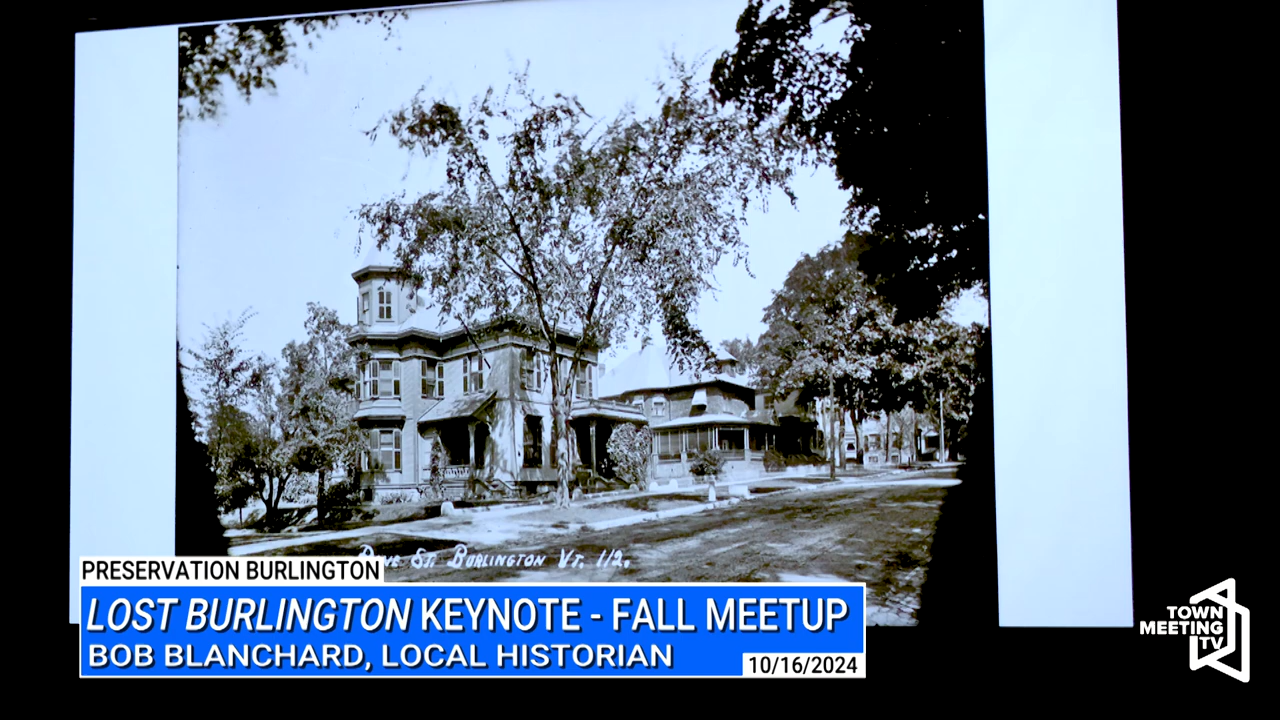 St. BURLINGTON VT.
PRESERVATION BURLINGTON
LOST BURLINGTON KEYNOTE - FALL MEETUP
BOB BLANCHARD, LOCAL HISTORIAN
10/16/2024
TOWN
MEETING
TV